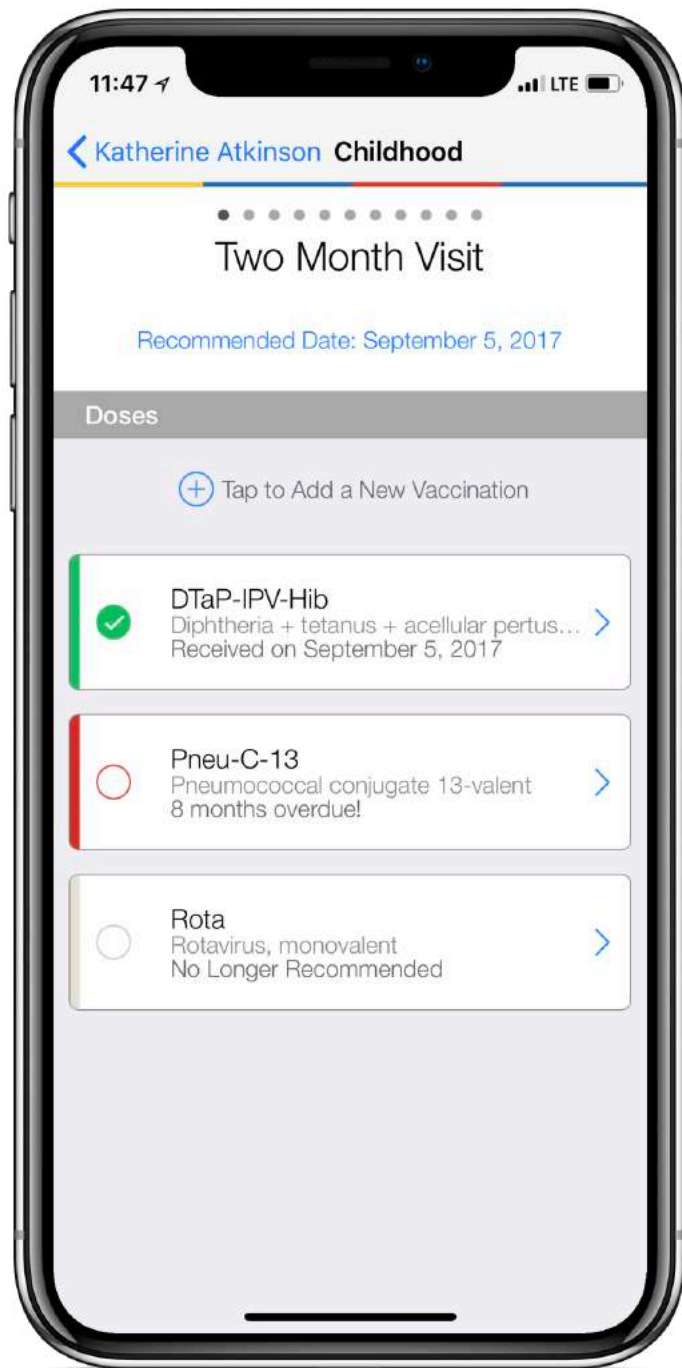 11:47 LTE
Katherine Atkinson Childhood
Two Month Visit
Recommended Date: September 5, 2017
Doses
Tap to Add a New Vaccination
DTaP-IPV-Hib
Diphtheria + tetanus + acellular pertus...
Received on September 5, 2017
Pneu-C-13
Pneumococcal conjugate 13-valent
8 months overdue!
Rota
Rotavirus, monovalent
No Longer Recommended